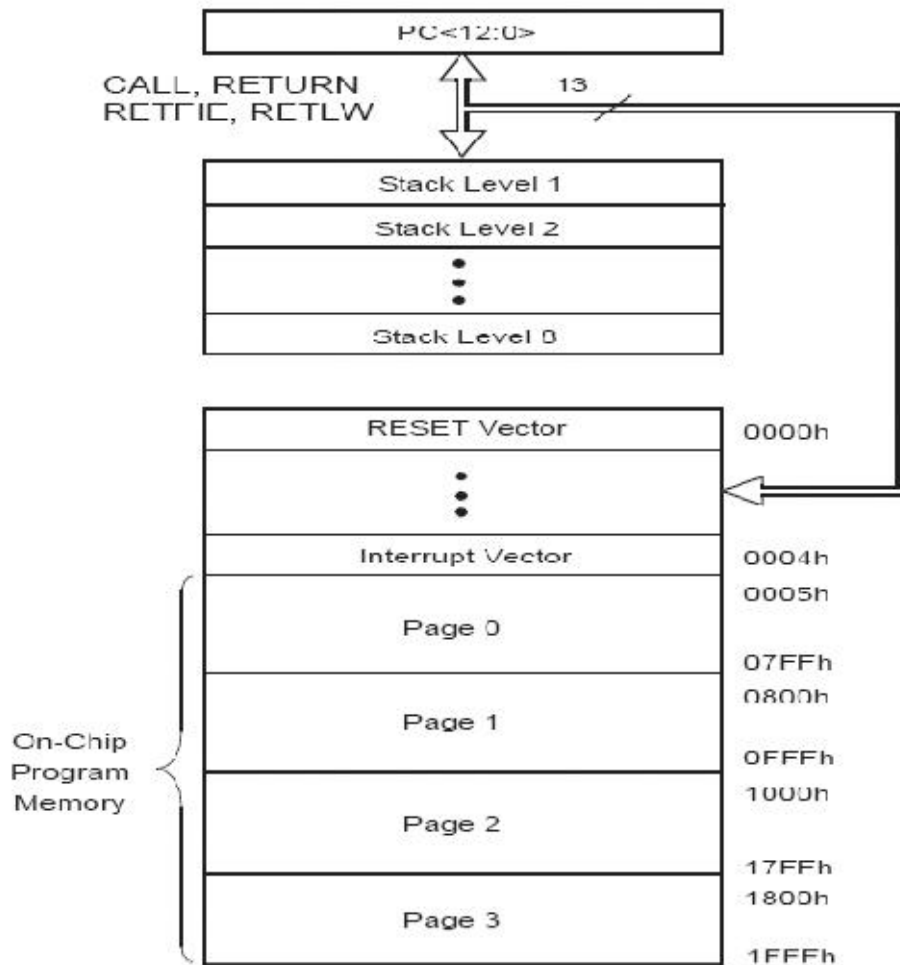 PC<12:0>
CALL, RETURN
RETFIE, RETLW
13
Stack Level 1
Stack Level 2
Stack Level 8
RESET Vector
0000h
Interrupt Vector
0004h
0005h
Page 0
07FFh
0800h
Page 1
0FFFh
On-Chip
Program
Memory
1000h
Page 2
17FFh
1800h
Page 3
1FFFh